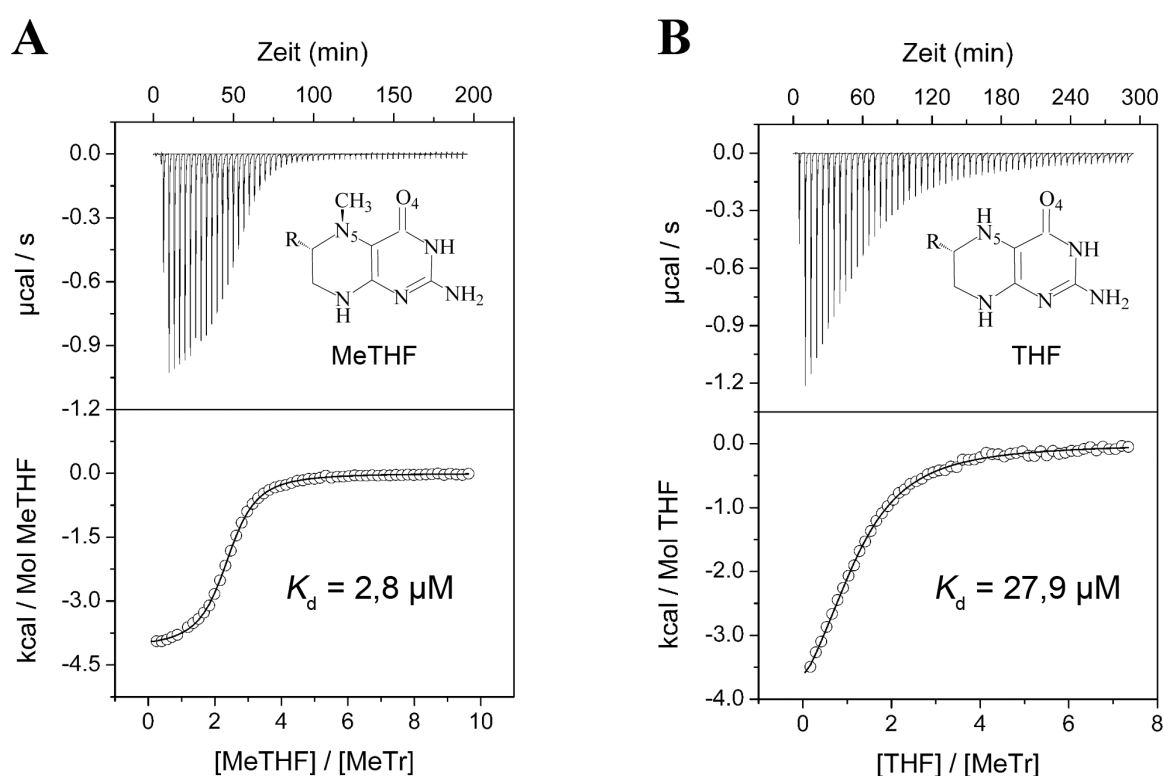 A
Zeit (min)
0 50 100 150 200
0.0
-0.3
-0.6
-0.9
-1.2
µcal / s
CH3
O4
N5
R
NH
N
H
N
NH2
MeTHF
0.0
-1.5
-3.0
-4.5
kcal / Mol MeTHF
Kd = 2,8 µM
0 2 4 6 8 10
[MeTHF] / [MeTr]
B
Zeit (min)
0 60 120 180 240 300
0.0
-0.3
-0.6
-0.9
-1.2
µcal / s
H
O4
N5
R
NH
N
H
N
NH2
THF
0.0
-1.0
-2.0
-3.0
-4.0
kcal / Mol THF
Kd = 27,9 µM
0 2 4 6 8
[THF] / [MeTr]